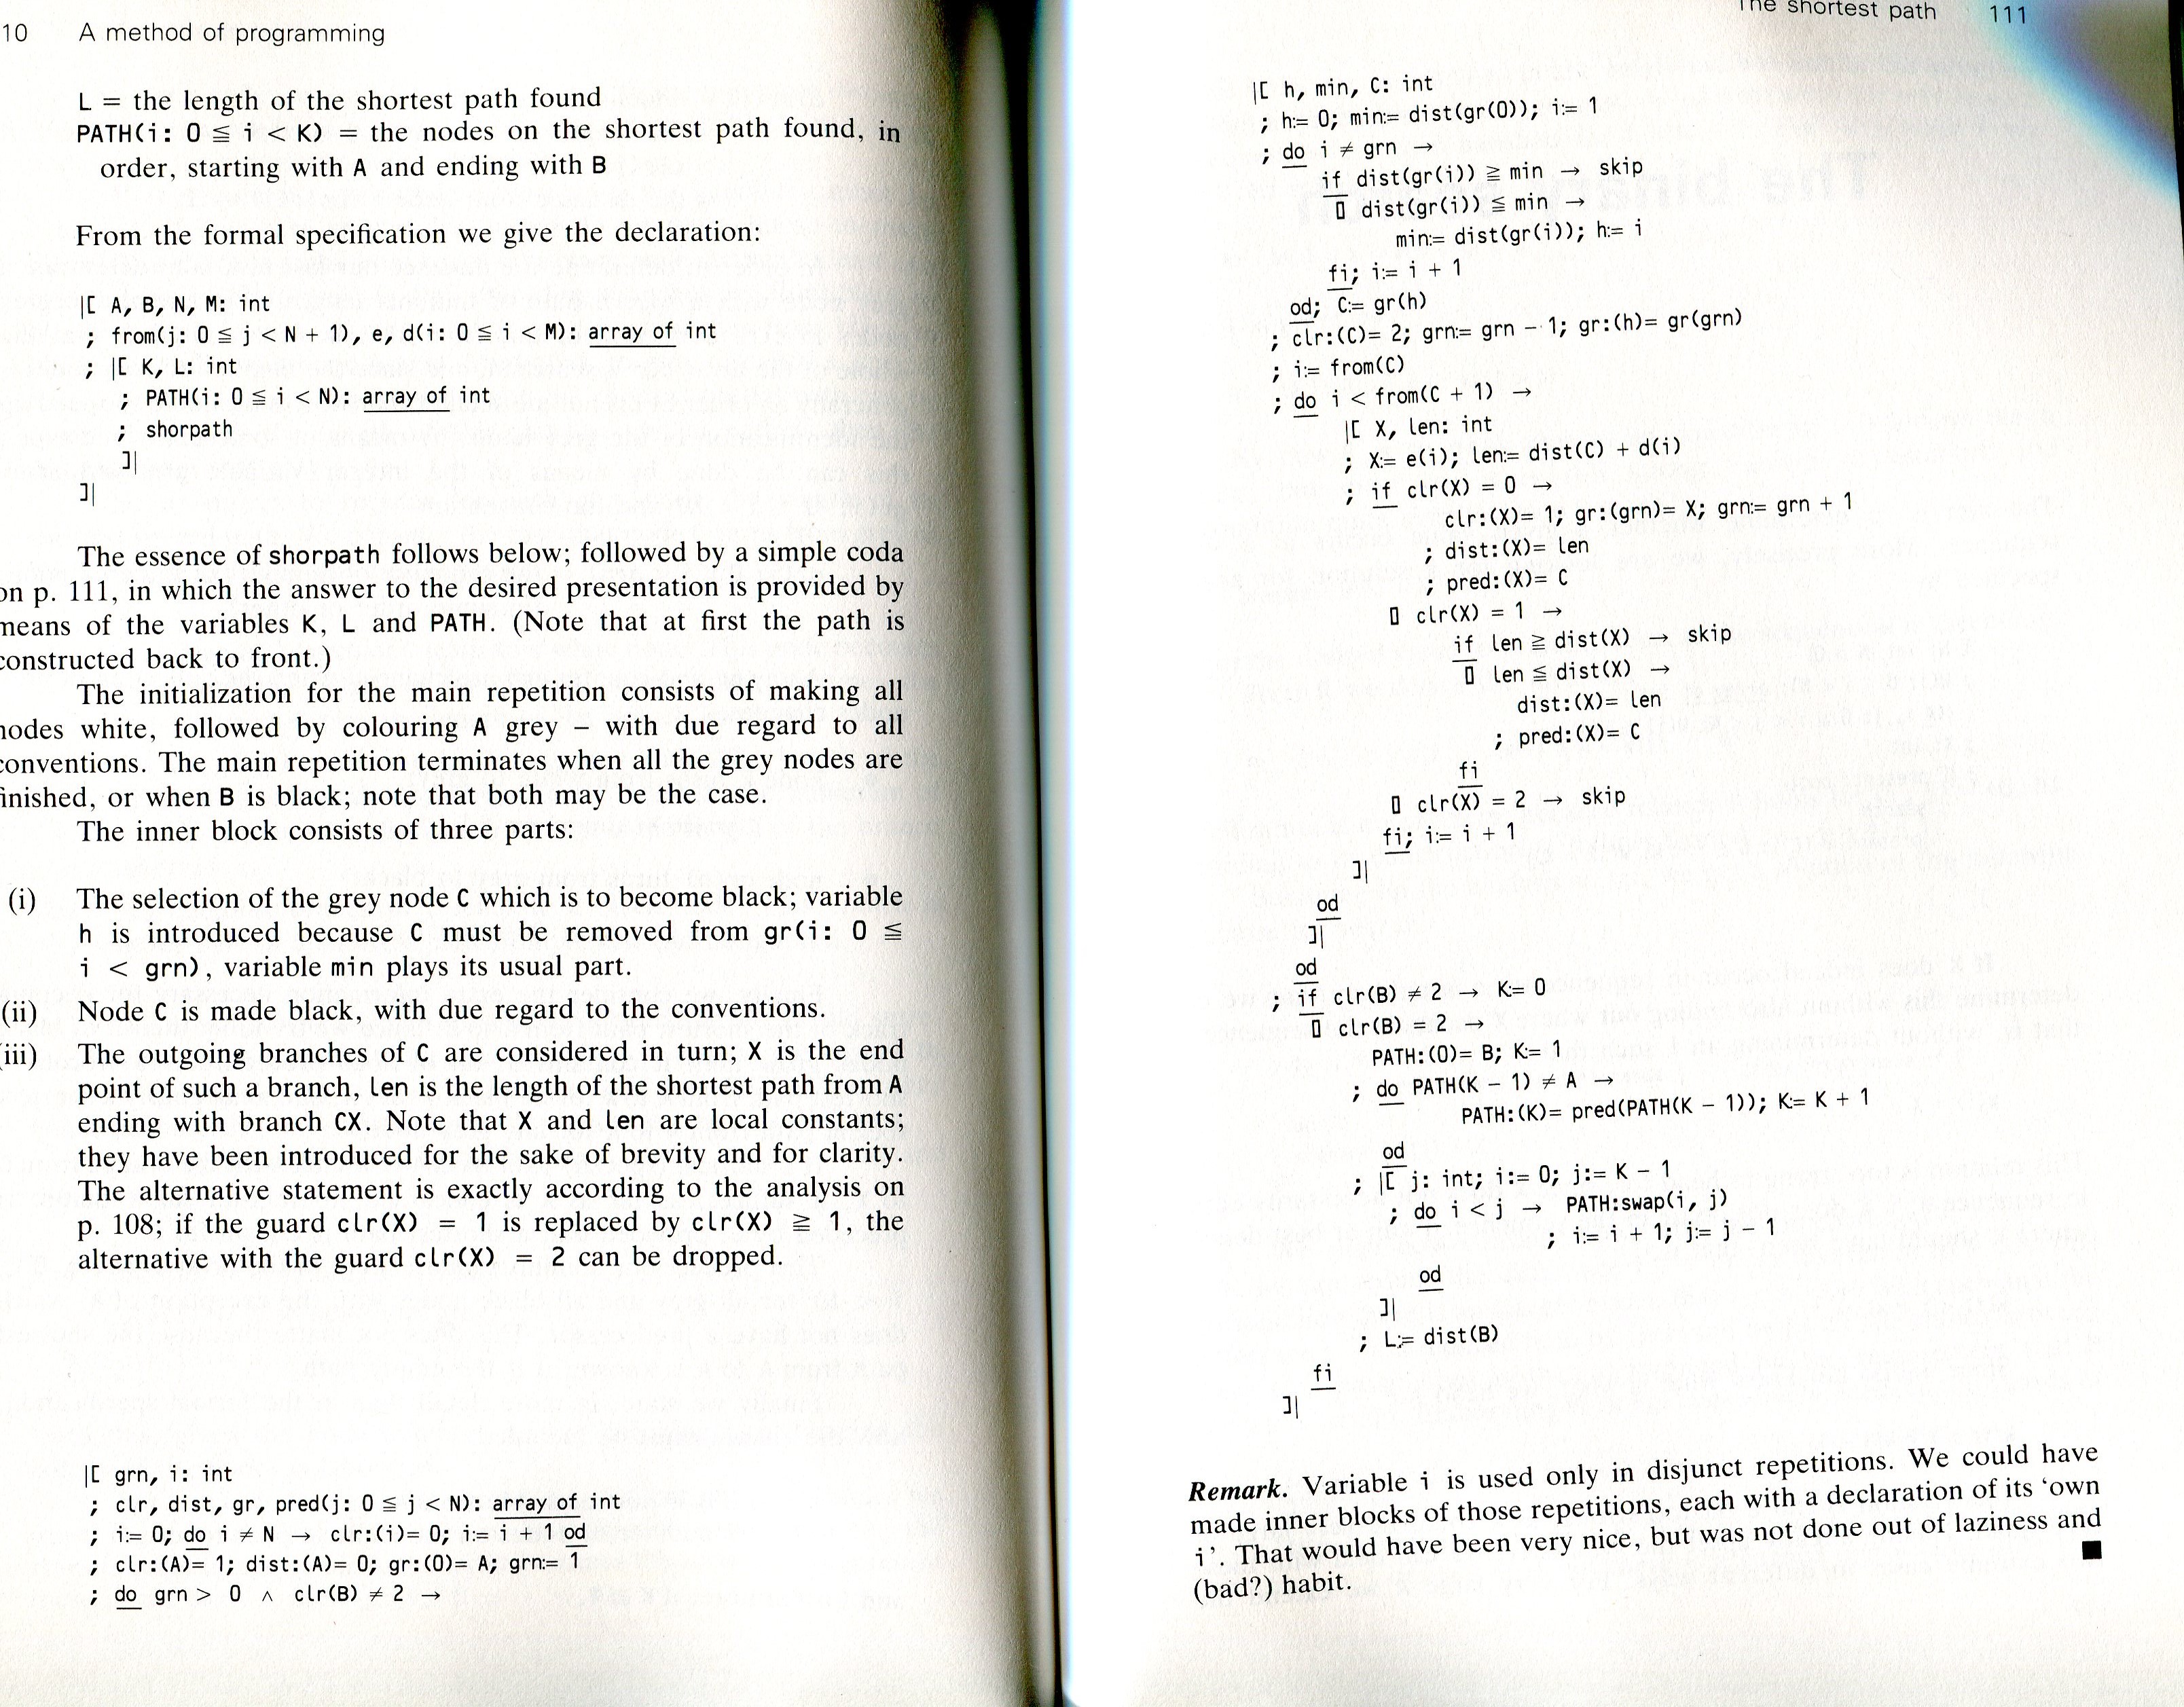 10 A method of programming
L = the length of the shortest path found
PATH(i: 0 ≦ i < K) = the nodes on the shortest path found, in
order, starting with A and ending with B
From the formal specification we give the declaration:
|[ A, B, N, M: int
; from(j: 0 ≦ j < N + 1), e, d(i: 0 ≦ i < M): array of int
; |[ K, L: int
; PATH(i: 0 ≦ i < N): array of int
; shorpath
]|
]|
The essence of shorpath follows below; followed by a simple coda
on p. 111, in which the answer to the desired presentation is provided by
means of the variables K, L and PATH. (Note that at first the path is
constructed back to front.)
The initialization for the main repetition consists of making all
nodes white, followed by colouring A grey – with due regard to all
conventions. The main repetition terminates when all the grey nodes are
finished, or when B is black; note that both may be the case.
The inner block consists of three parts:
(i) The selection of the grey node C which is to become black; variable
h is introduced because C must be removed from gr(i: 0 ≦
i < grn), variable min plays its usual part.
(ii) Node C is made black, with due regard to the conventions.
(iii) The outgoing branches of C are considered in turn; X is the end
point of such a branch, len is the length of the shortest path from A
ending with branch CX. Note that X and len are local constants;
they have been introduced for the sake of brevity and for clarity.
The alternative statement is exactly according to the analysis on
p. 108; if the guard clr(X) = 1 is replaced by clr(X) ≧ 1, the
alternative with the guard clr(X) = 2 can be dropped.
|[ grn, i: int
; clr, dist, gr, pred(j: 0 ≦ j < N): array of int
; i:= 0; do i ≠ N → clr:(i)= 0; i:= i + 1 od
; clr:(A)= 1; dist:(A)= 0; gr:(0)= A; grn:= 1
; do grn > 0 ∧ clr(B) ≠ 2 →
The shortest path 111
|[ h, min, C: int
; h:= 0; min:= dist(gr(0)); i:= 1
; do i ≠ grn →
if dist(gr(i)) ≧ min → skip
▯ dist(gr(i)) ≦ min →
min:= dist(gr(i)); h:= i
fi; i:= i + 1
od; C:= gr(h)
; clr:(C)= 2; grn:= grn - 1; gr:(h)= gr(grn)
; i:= from(C)
; do i < from(C + 1) →
|[ X, len: int
; X:= e(i); len:= dist(C) + d(i)
; if clr(X) = 0 →
clr:(X)= 1; gr:(grn)= X; grn:= grn + 1
; dist:(X)= len
; pred:(X)= C
▯ clr(X) = 1 →
if len ≧ dist(X) → skip
▯ len ≦ dist(X) →
dist:(X)= len
; pred:(X)= C
fi
▯ clr(X) = 2 → skip
fi; i:= i + 1
]|
od
]|
od
; if clr(B) ≠ 2 → K:= 0
▯ clr(B) = 2 →
PATH:(0)= B; K:= 1
; do PATH(K - 1) ≠ A →
PATH:(K)= pred(PATH(K - 1)); K:= K + 1
od
; |[ j: int; i:= 0; j:= K - 1
; do i < j → PATH:swap(i, j)
; i:= i + 1; j:= j - 1
od
]|
; L:= dist(B)
fi
]|
Remark. Variable i is used only in disjunct repetitions. We could have
made inner blocks of those repetitions, each with a declaration of its 'own
i'. That would have been very nice, but was not done out of laziness and
(bad?) habit. ■